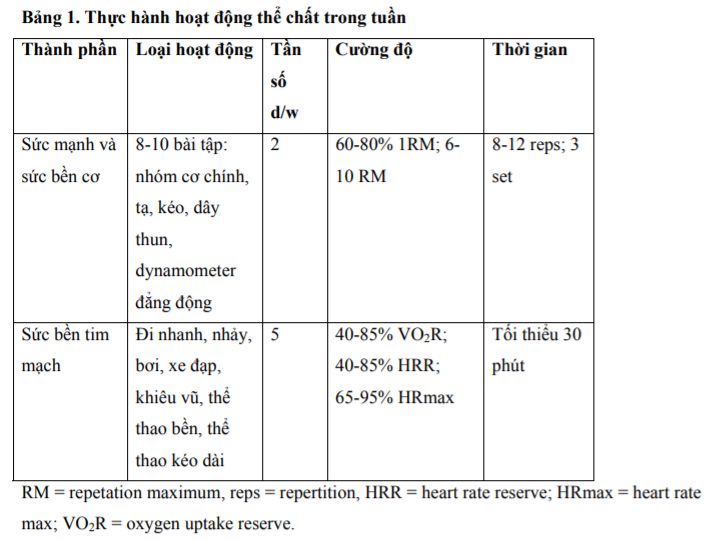 Bảng 1. Thực hành hoạt động thể chất trong tuần
Thành phần Loại hoạt động Tần số d/w Cường độ Thời gian
Sức mạnh và sức bền cơ
8-10 bài tập: nhóm cơ chính, tạ, kéo, dây thun, dynamometer đẳng động
2
60-80% 1RM; 6-10 RM
8-12 reps; 3 set
Sức bền tim mạch
Đi nhanh, nhảy, bơi, xe đạp, khiêu vũ, thể thao bền, thể thao kéo dài
5
40-85% VO₂R; 40-85% HRR; 65-95% HRmax
Tối thiểu 30 phút
RM = repetation maximum, reps = repertition, HRR = heart rate reserve; HRmax = heart rate
max; VO₂R = oxygen uptake reserve.